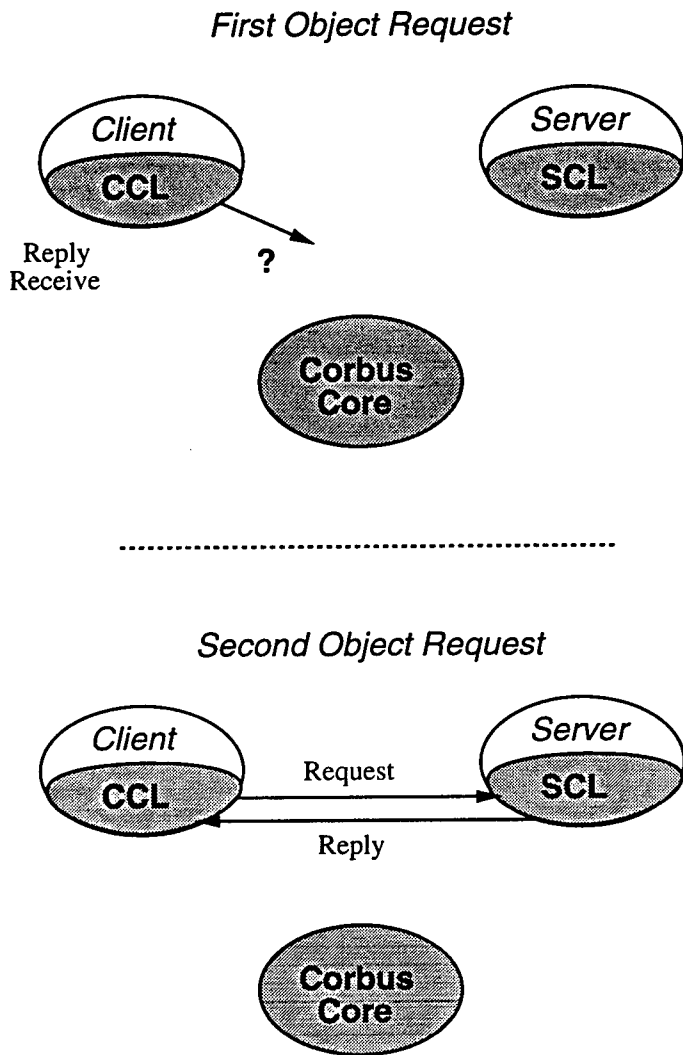 First Object Request
Client
CCL
Server
SCL
Reply
Receive
?
Corbus
Core
Second Object Request
Client
CCL
Server
SCL
Request
Reply
Corbus
Core